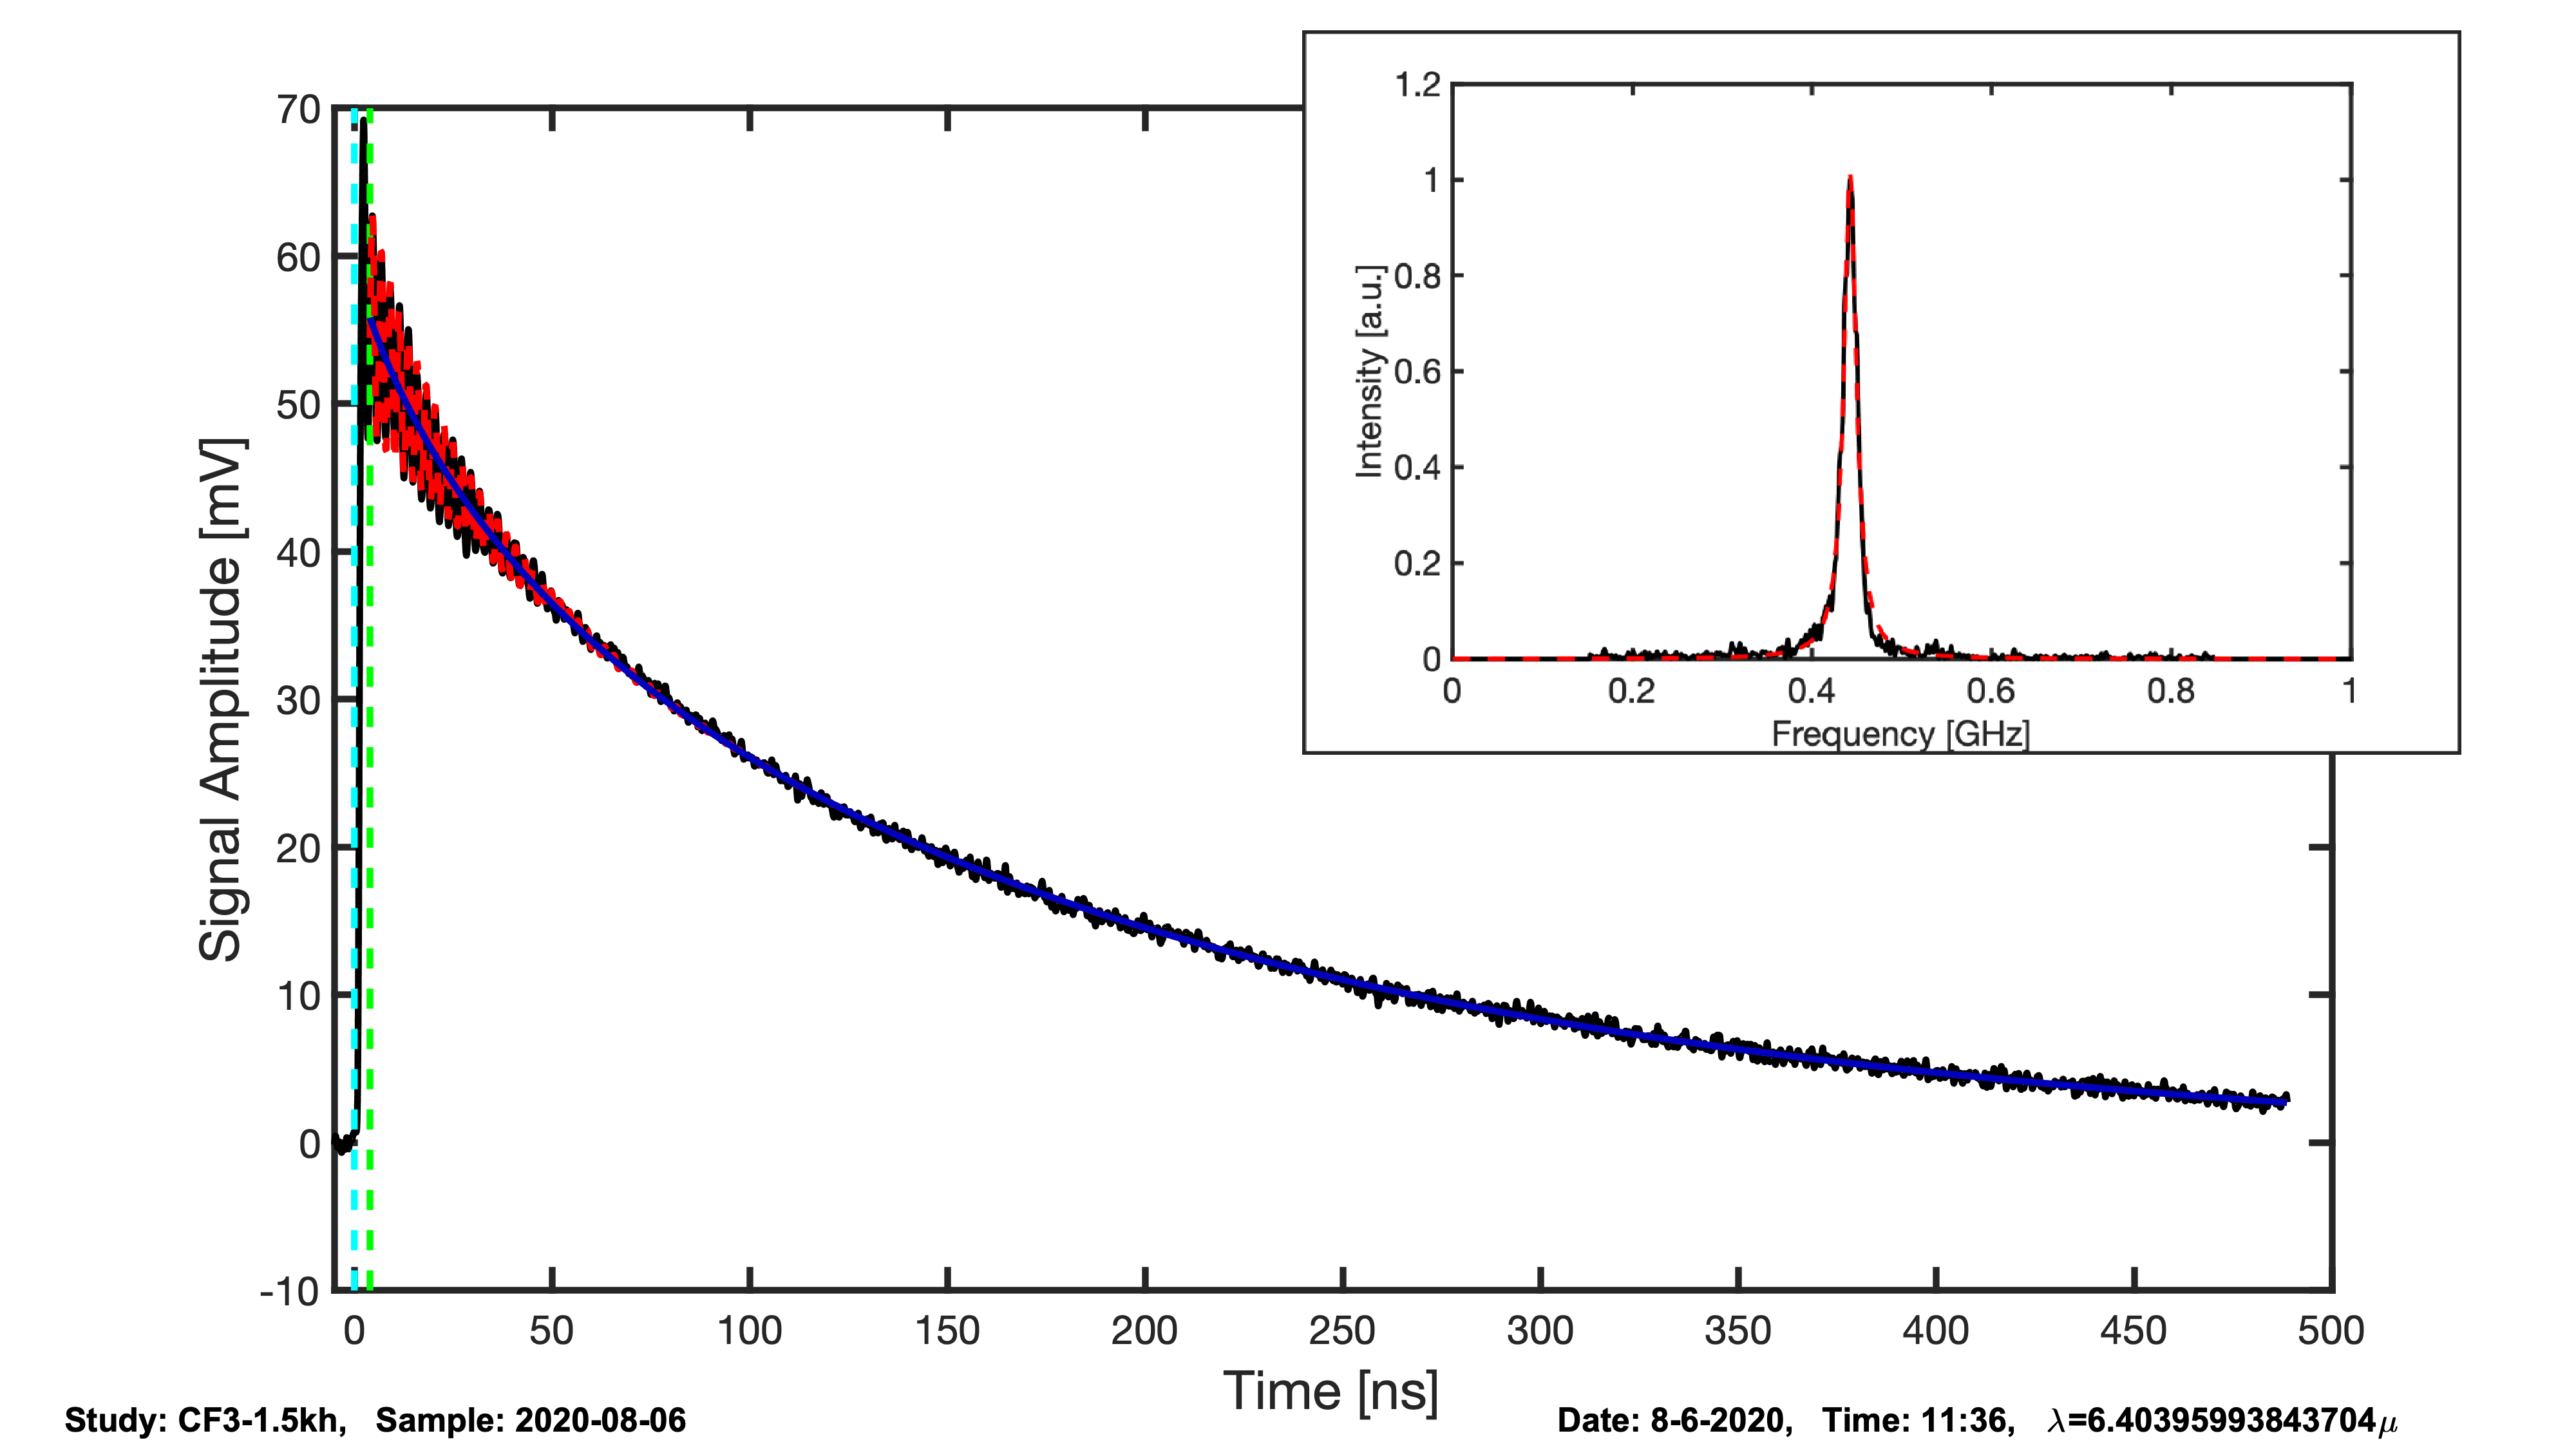 1.2
1
0.8
0.6
0.4
0.2
0
Intensity [a.u.]
0 0.2 0.4 0.6 0.8 1
Frequency [GHz]
70
60
50
40
30
20
10
0
-10
Signal Amplitude [mV]
0 50 100 150 200 250 300 350 400 450 500
Time [ns]
Study: CF3-1.5kh, Sample: 2020-08-06
Date: 8-6-2020, Time: 11:36, λ=6.40395993843704μ